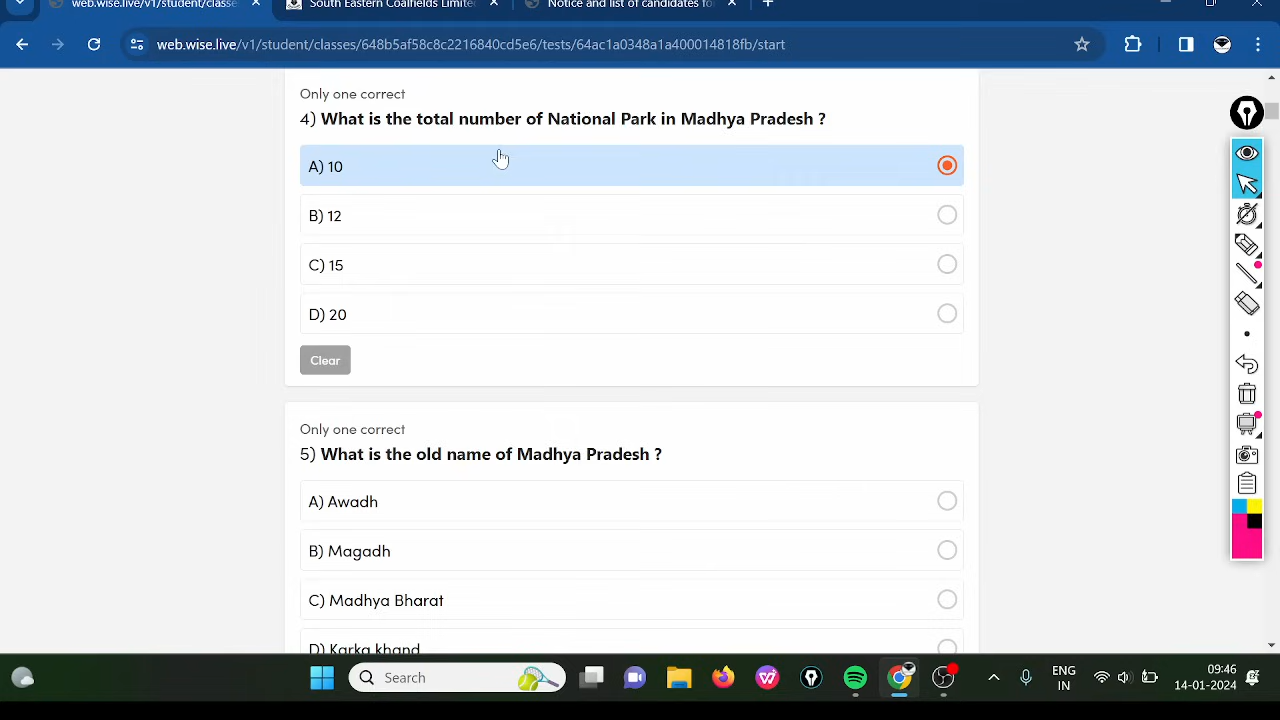 web.wise.live/v1/student/classe
South Eastern Coalfields Limite
Notice and list of candidates fo
web.wise.live/v1/student/classes/648b5af58c8c2216840cd5e6/tests/64ac1a0348a1a400014818fb/start
Only one correct
4) What is the total number of National Park in Madhya Pradesh ?
A) 10
B) 12
C) 15
D) 20
Clear
Only one correct
5) What is the old name of Madhya Pradesh ?
A) Awadh
B) Magadh
C) Madhya Bharat
D) Karka khand
Search
ENG
IN
09:46
14-01-2024